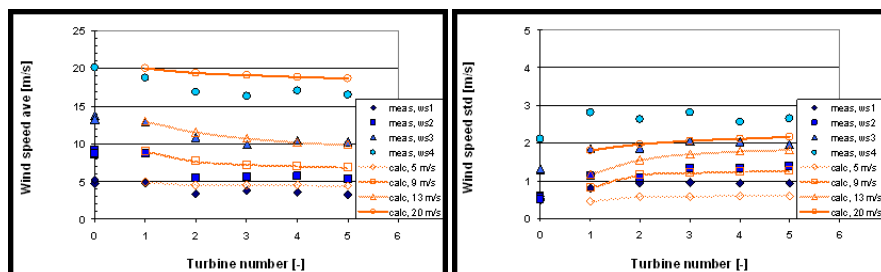 25
20
15
10
5
0
Wind speed ave [m/s]
0 1 2 3 4 5 6
Turbine number [-]
meas, ws1
meas, ws2
meas, ws3
meas, ws4
calc, 5 m/s
calc, 9 m/s
calc, 13 m/s
calc, 20 m/s
5
4
3
2
1
0
Wind speed std [m/s]
0 1 2 3 4 5 6
Turbine number [-]
meas, ws1
meas, ws2
meas, ws3
meas, ws4
calc, 5 m/s
calc, 9 m/s
calc, 13 m/s
calc, 20 m/s